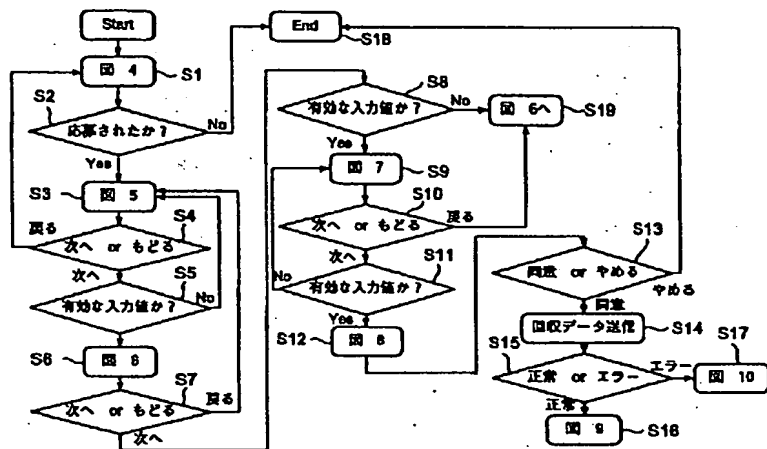 Start
End
S18
図 4
S1
S2
応募されたか？
No
Yes
S3
図 5
戻る
S4
次へ or もどる
次へ
S5
有効な入力値か？
No
S6
S7
次へ or もどる
戻る
次へ
S8
有効な入力値か？
No
図 6へ
S19
Yes
図 7
S9
S10
次へ or もどる
戻る
次へ
S11
No
有効な入力値か？
Yes
S12
S13
同意 or やめる
やめる
同意
回収データ送信
S14
S15
正常 or エラー
エラー
S17
図 10
正常
図 9
S16